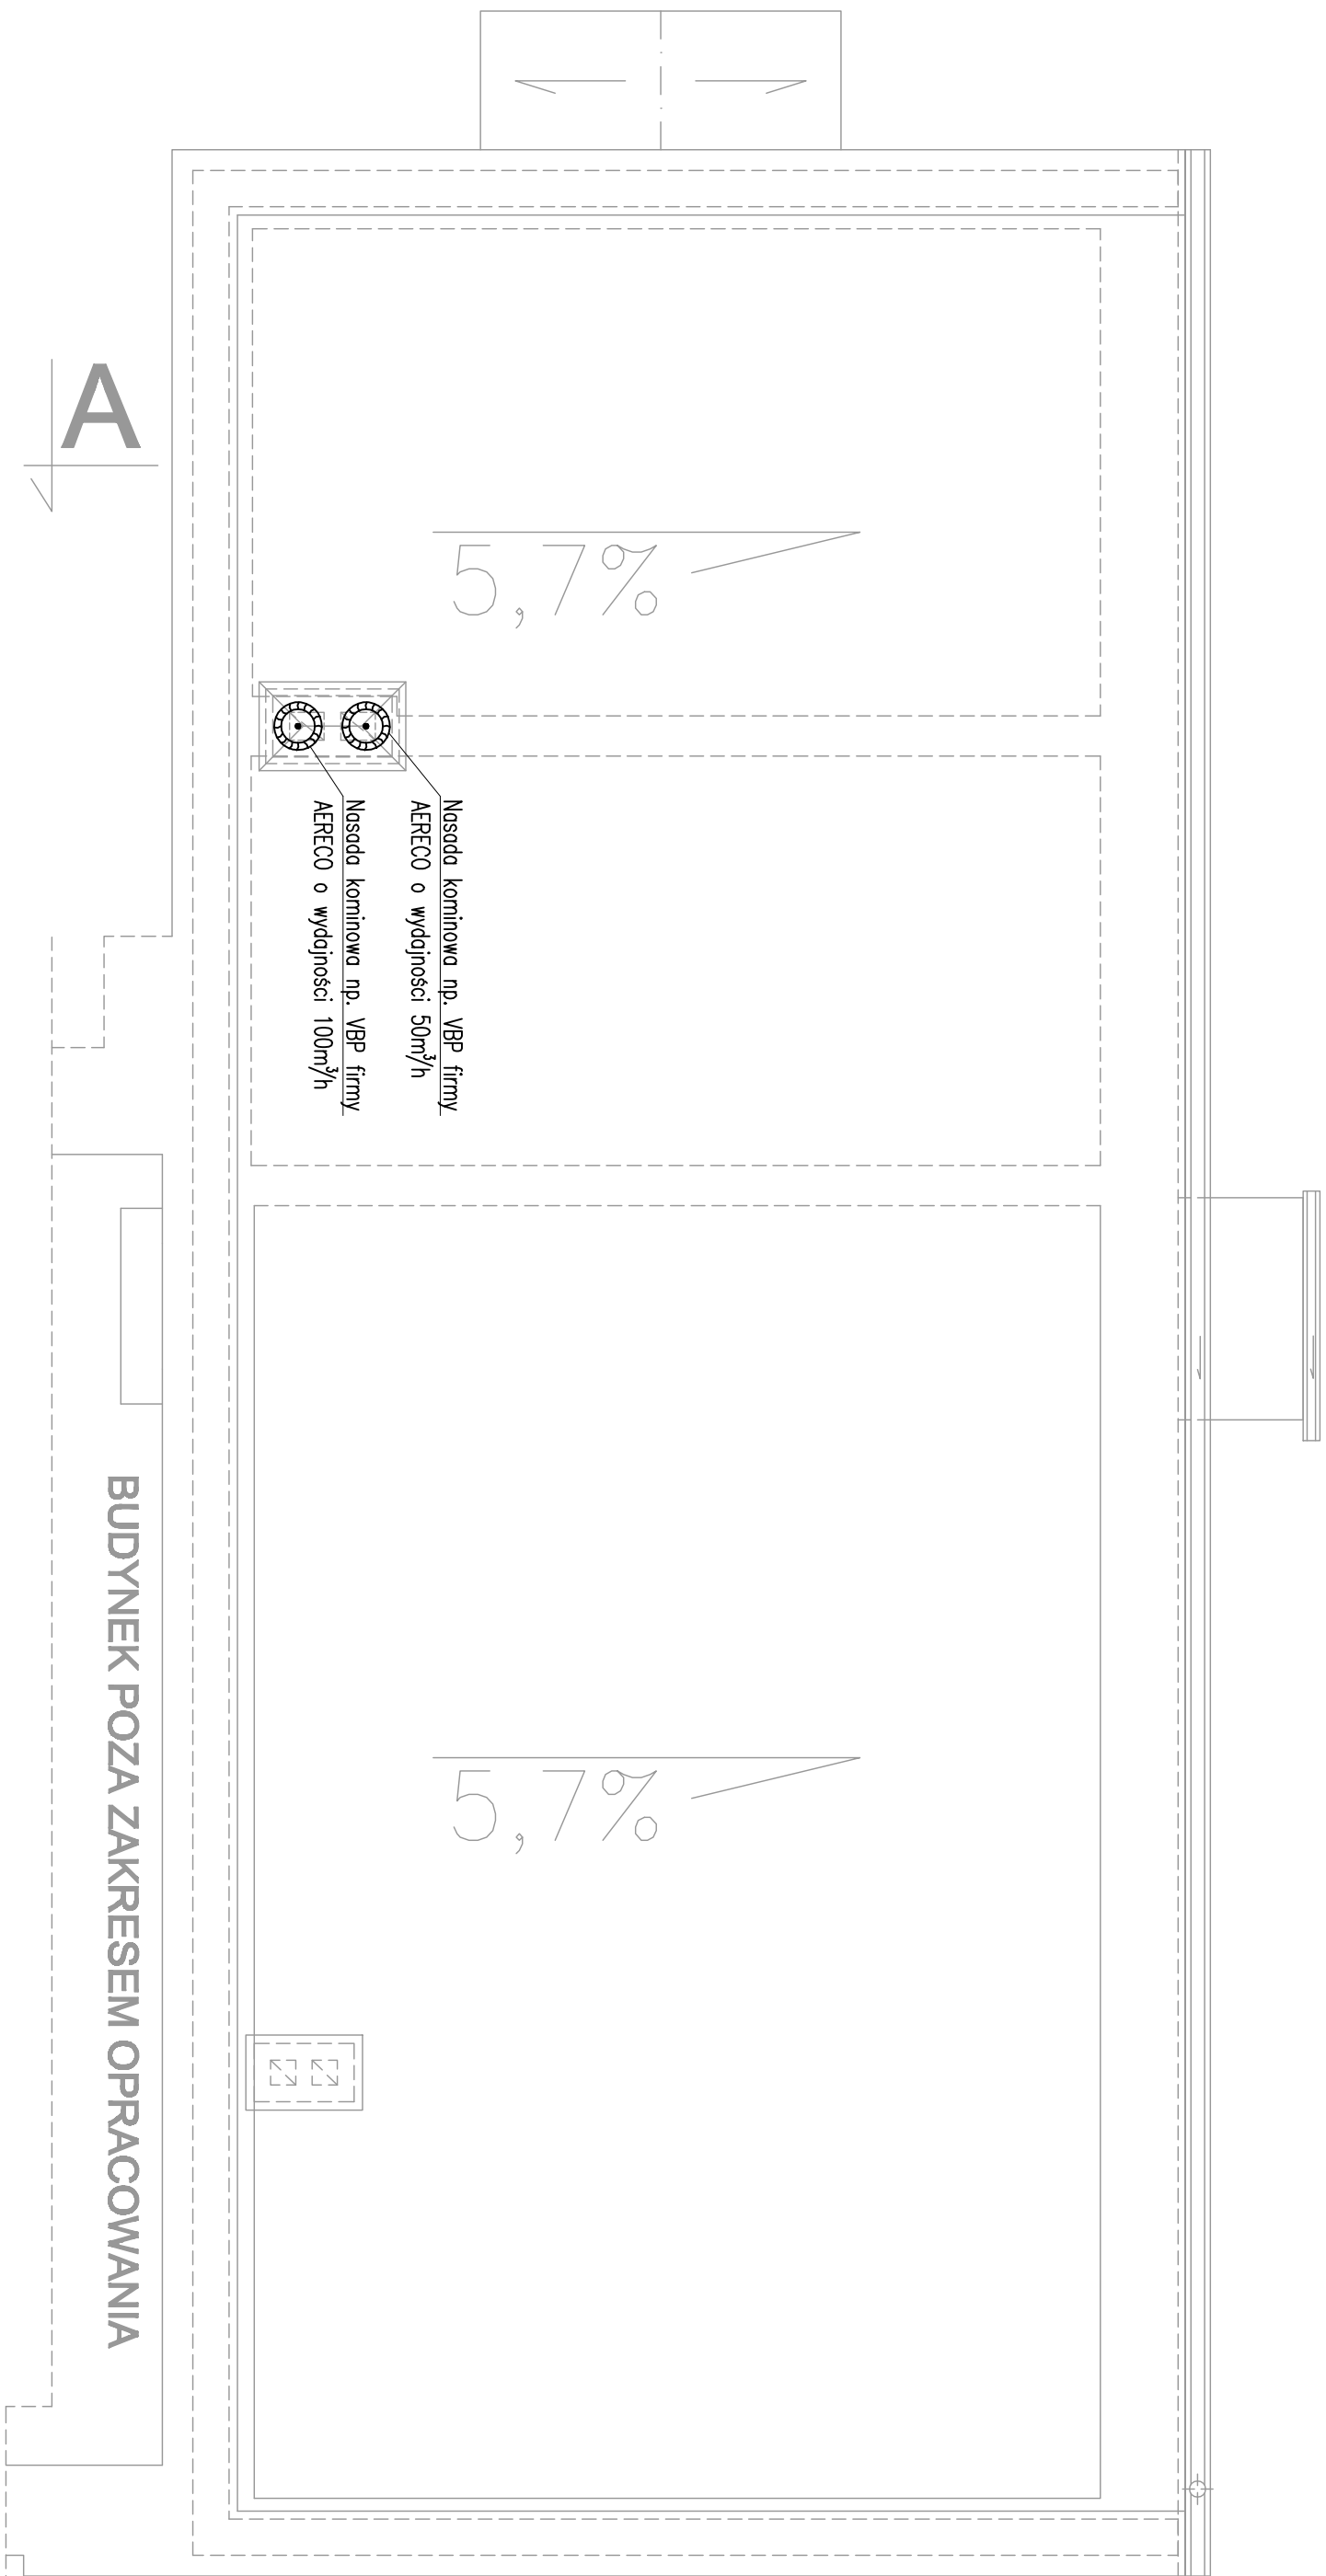 A
5,7%
Nasada kominowa np. VBP firmy
AERECO o wydajności 50m³/h
Nasada kominowa np. VBP firmy
AERECO o wydajności 100m³/h
BUDYNEK POZA ZAKRESEM OPRACOWANIA
5,7%